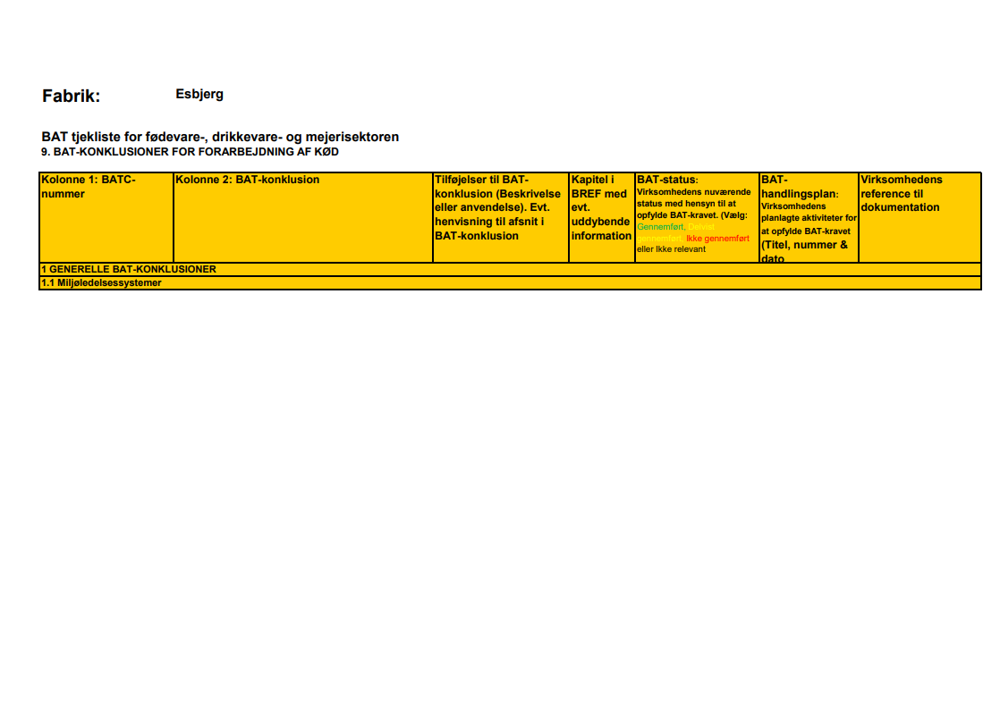 Fabrik: Esbjerg
BAT tjekliste for fødevare-, drikkevare- og mejerisektoren
9. BAT-KONKLUSIONER FOR FORARBEJDNING AF KØD
Kolonne 1: BATC-
nummer
Kolonne 2: BAT-konklusion
Tilføjelser til BAT-
konklusion (Beskrivelse
eller anvendelse). Evt.
henvisning til afsnit i
BAT-konklusion
Kapitel i
BREF med
evt.
uddybende
information
BAT-status:
Virksomhedens nuværende
status med hensyn til at
opfylde BAT-kravet. (Vælg:
Gennemført, Delvist
gennemført, Ikke gennemført
eller Ikke relevant
BAT-
handlingsplan:
Virksomhedens
planlagte aktiviteter for
at opfylde BAT-kravet
(Titel, nummer &
dato
Virksomhedens
reference til
dokumentation
1 GENERELLE BAT-KONKLUSIONER
1.1 Miljøledelsessystemer